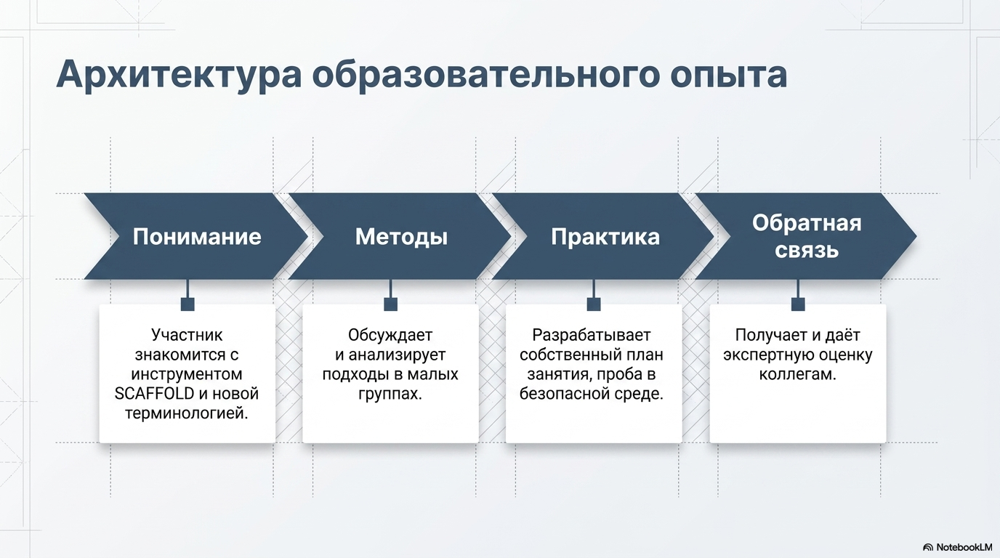 Архитектура образовательного опыта
Понимание
Методы
Практика
Обратная
связь
Участник
знакомится с
инструментом
SCAFFOLD и новой
терминологией.
Обсуждает
и анализирует
подходы в малых
группах.
Разрабатывает
собственный план
занятия, проба в
безопасной среде.
Получает и даёт
экспертную оценку
коллегам.
NotebookLM